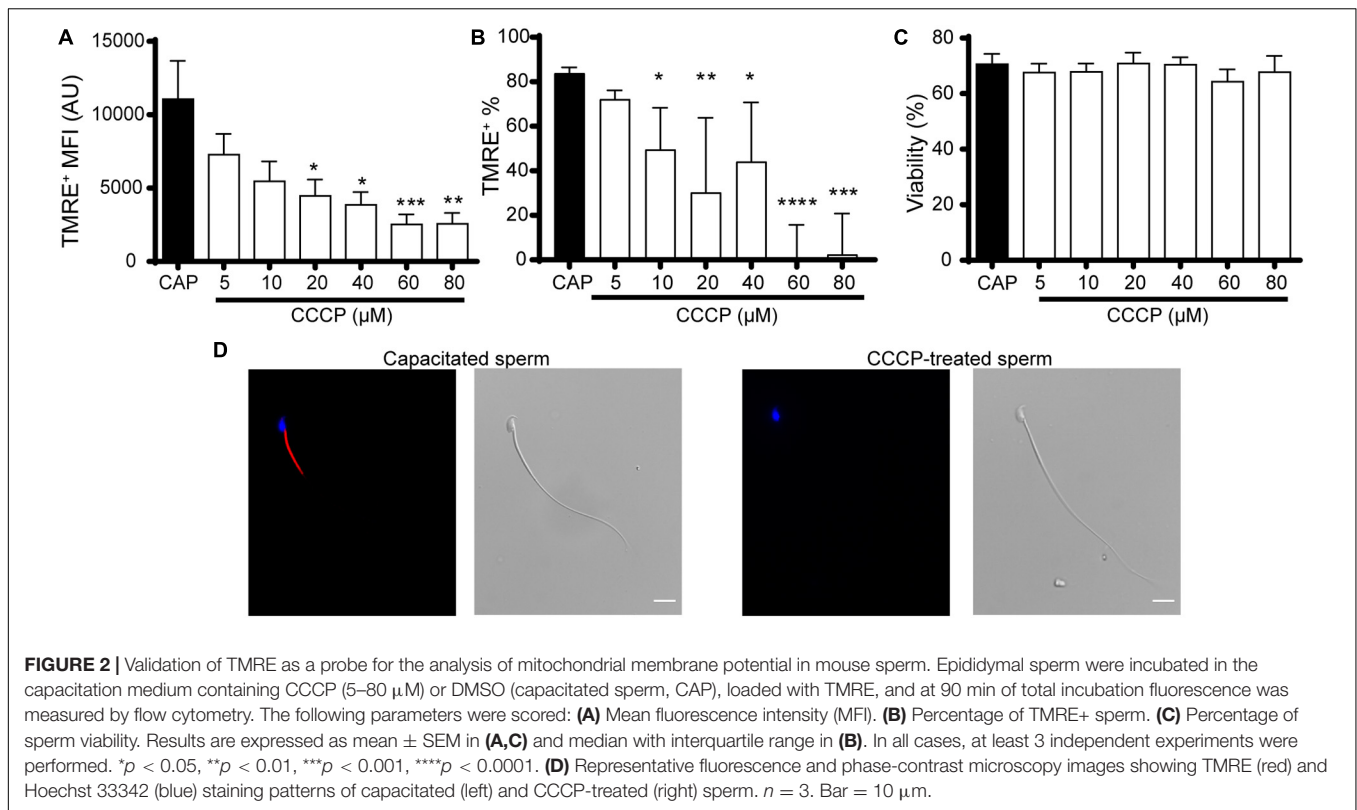 A
15000
10000
5000
0
TMRE+ MFI (AU)
* * *** **
CAP 5 10 20 40 60 80
CCCP (µM)
B
100
80
60
40
20
0
TMRE+ %
* ** * **** ***
CAP 5 10 20 40 60 80
CCCP (µM)
C
80
60
40
20
0
Viability (%)
CAP 5 10 20 40 60 80
CCCP (µM)
D
Capacitated sperm
CCCP-treated sperm
FIGURE 2 | Validation of TMRE as a probe for the analysis of mitochondrial membrane potential in mouse sperm. Epididymal sperm were incubated in the
capacitation medium containing CCCP (5–80 µM) or DMSO (capacitated sperm, CAP), loaded with TMRE, and at 90 min of total incubation fluorescence was
measured by flow cytometry. The following parameters were scored: (A) Mean fluorescence intensity (MFI). (B) Percentage of TMRE+ sperm. (C) Percentage of
sperm viability. Results are expressed as mean ± SEM in (A,C) and median with interquartile range in (B). In all cases, at least 3 independent experiments were
performed. *p < 0.05, **p < 0.01, ***p < 0.001, ****p < 0.0001. (D) Representative fluorescence and phase-contrast microscopy images showing TMRE (red) and
Hoechst 33342 (blue) staining patterns of capacitated (left) and CCCP-treated (right) sperm. n = 3. Bar = 10 µm.